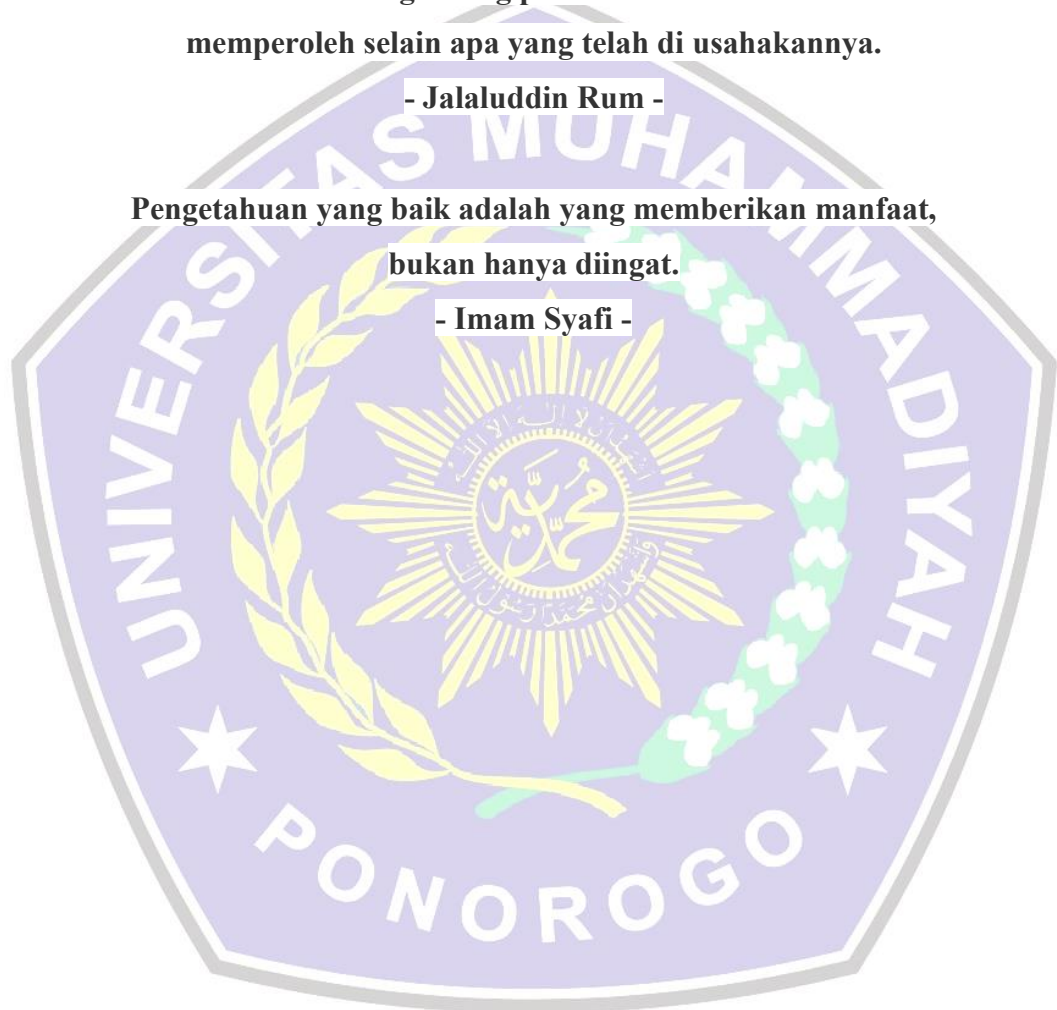 memperoleh selain apa yang telah di usahakannya.
- Jalaluddin Rum -
Pengetahuan yang baik adalah yang memberikan manfaat,
bukan hanya diingat.
- Imam Syafi -
UNIVERSITAS MUHAMMADIYAH
PONOROGO